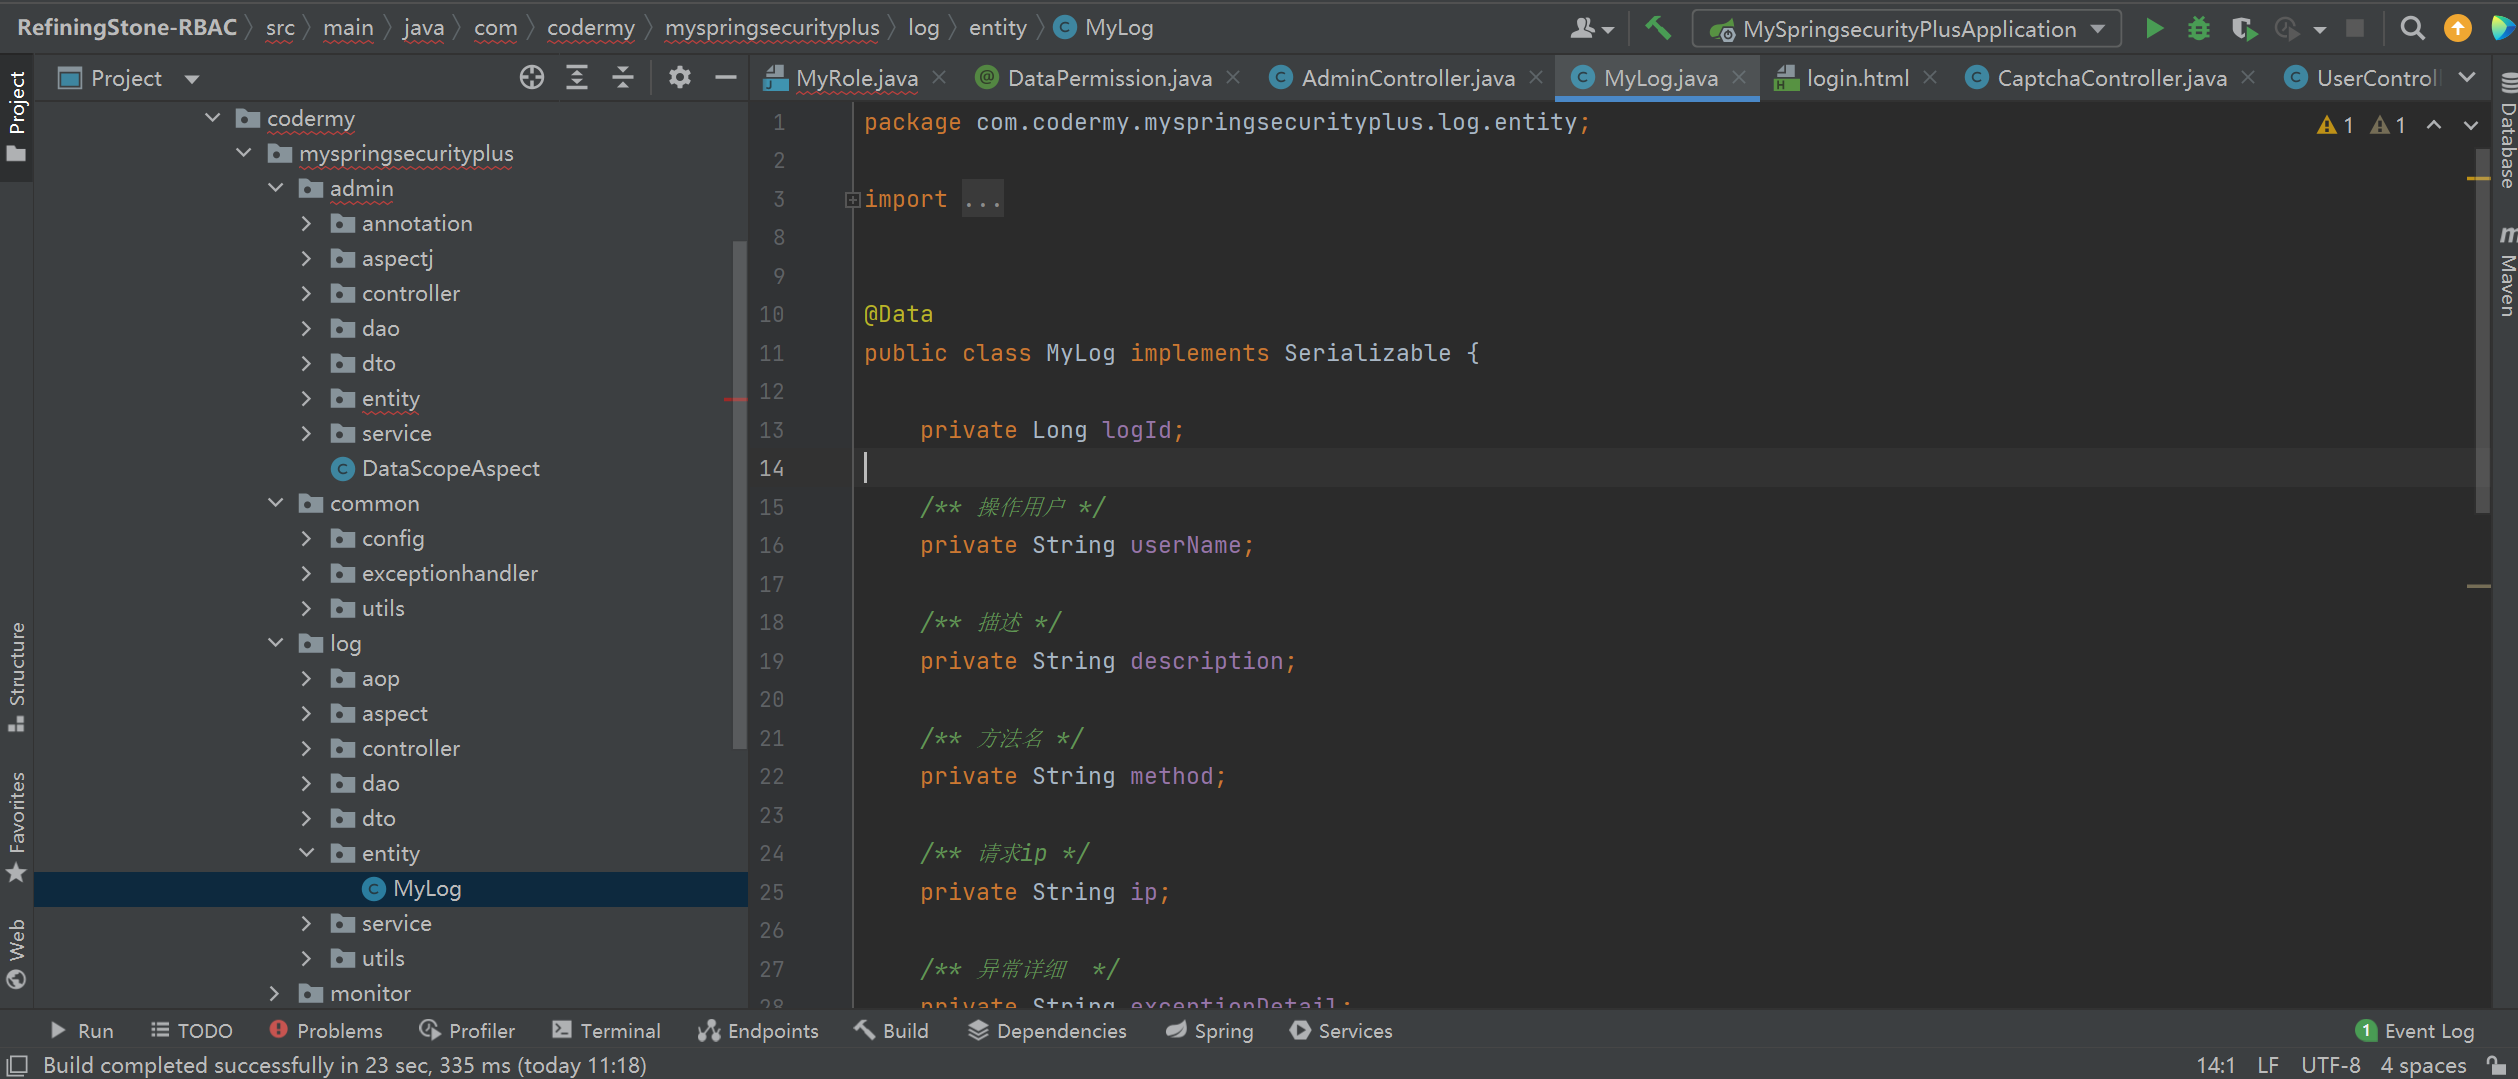 RefiningStone-RBAC src main java com codermy myspringsecurityplus log entity MyLog
MySpringsecurityPlusApplication
Project
MyRole.java DataPermission.java AdminController.java MyLog.java login.html CaptchaController.java UserControl
Project
Structure
Favorites
Web
codermy
myspringsecurityplus
admin
annotation
aspectj
controller
dao
dto
entity
service
DataScopeAspect
common
config
exceptionhandler
utils
log
aop
aspect
controller
dao
dto
entity
MyLog
service
utils
monitor
1 package com.codermy.myspringsecurityplus.log.entity;
2
3 import ...
8
9
10 @Data
11 public class MyLog implements Serializable {
12
13 private Long logId;
14
15 /** 操作用户 */
16 private String userName;
17
18 /** 描述 */
19 private String description;
20
21 /** 方法名 */
22 private String method;
23
24 /** 请求ip */
25 private String ip;
26
27 /** 异常详细 */
28 private String exceptionDetail;
1 1
Database
Maven
Run TODO Problems Profiler Terminal Endpoints Build Dependencies Spring Services 1 Event Log
Build completed successfully in 23 sec, 335 ms (today 11:18) 14:1 LF UTF-8 4 spaces